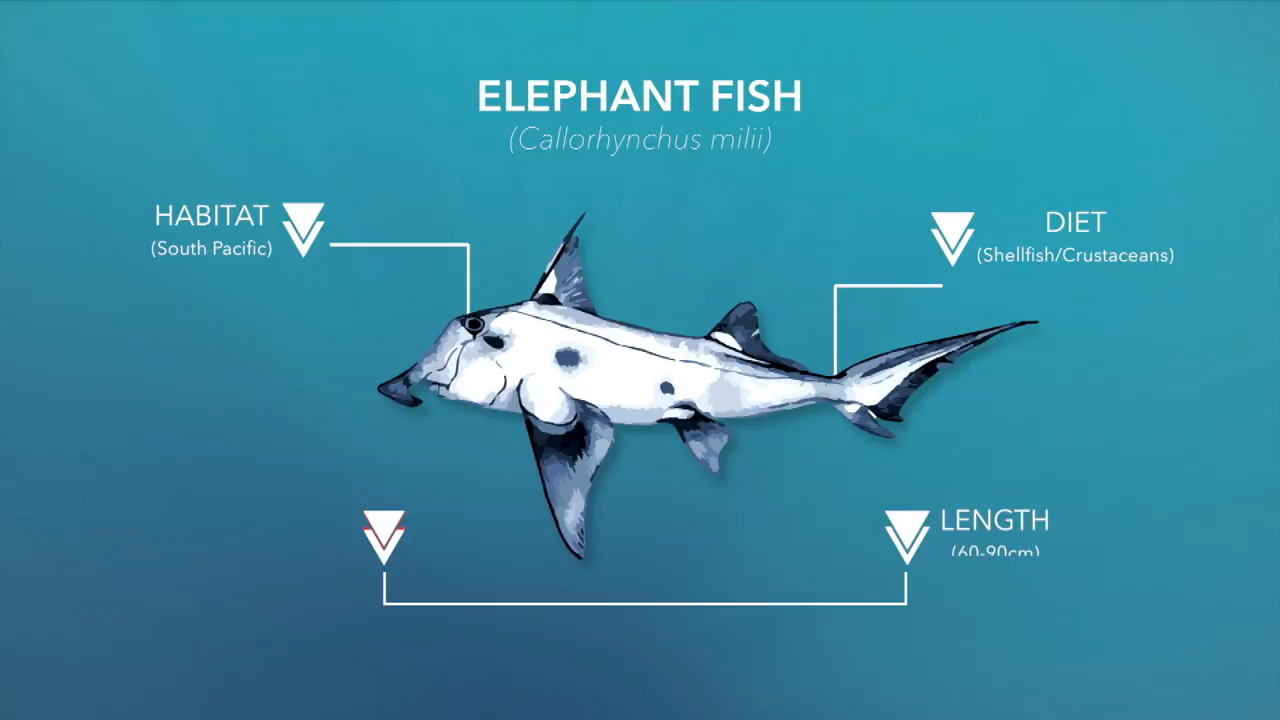 ELEPHANT FISH
(Callorhynchus milii)
HABITAT
(South Pacific)
DIET
(Shellfish/Crustaceans)
LENGTH
(60-90cm)